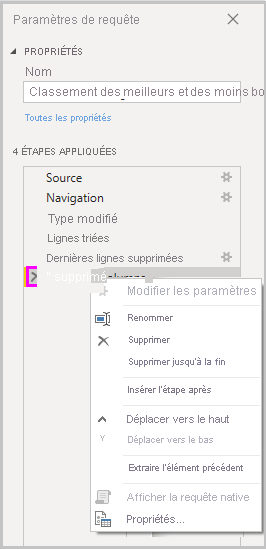 Paramètres de requête
PROPRIÉTÉS
Nom
Classement des meilleurs et des moins bo
Toutes les propriétés
4 ÉTAPES APPLIQUÉES
Source
Navigation
Type modifié
Lignes triées
Dernières lignes supprimées
" supprimé
Modifier les paramètres
Renommer
Supprimer
Supprimer jusqu'à la fin
Insérer l'étape après
Déplacer vers le haut
Déplacer vers le bas
Extraire l'élément précédent
Afficher la requête native
Propriétés...